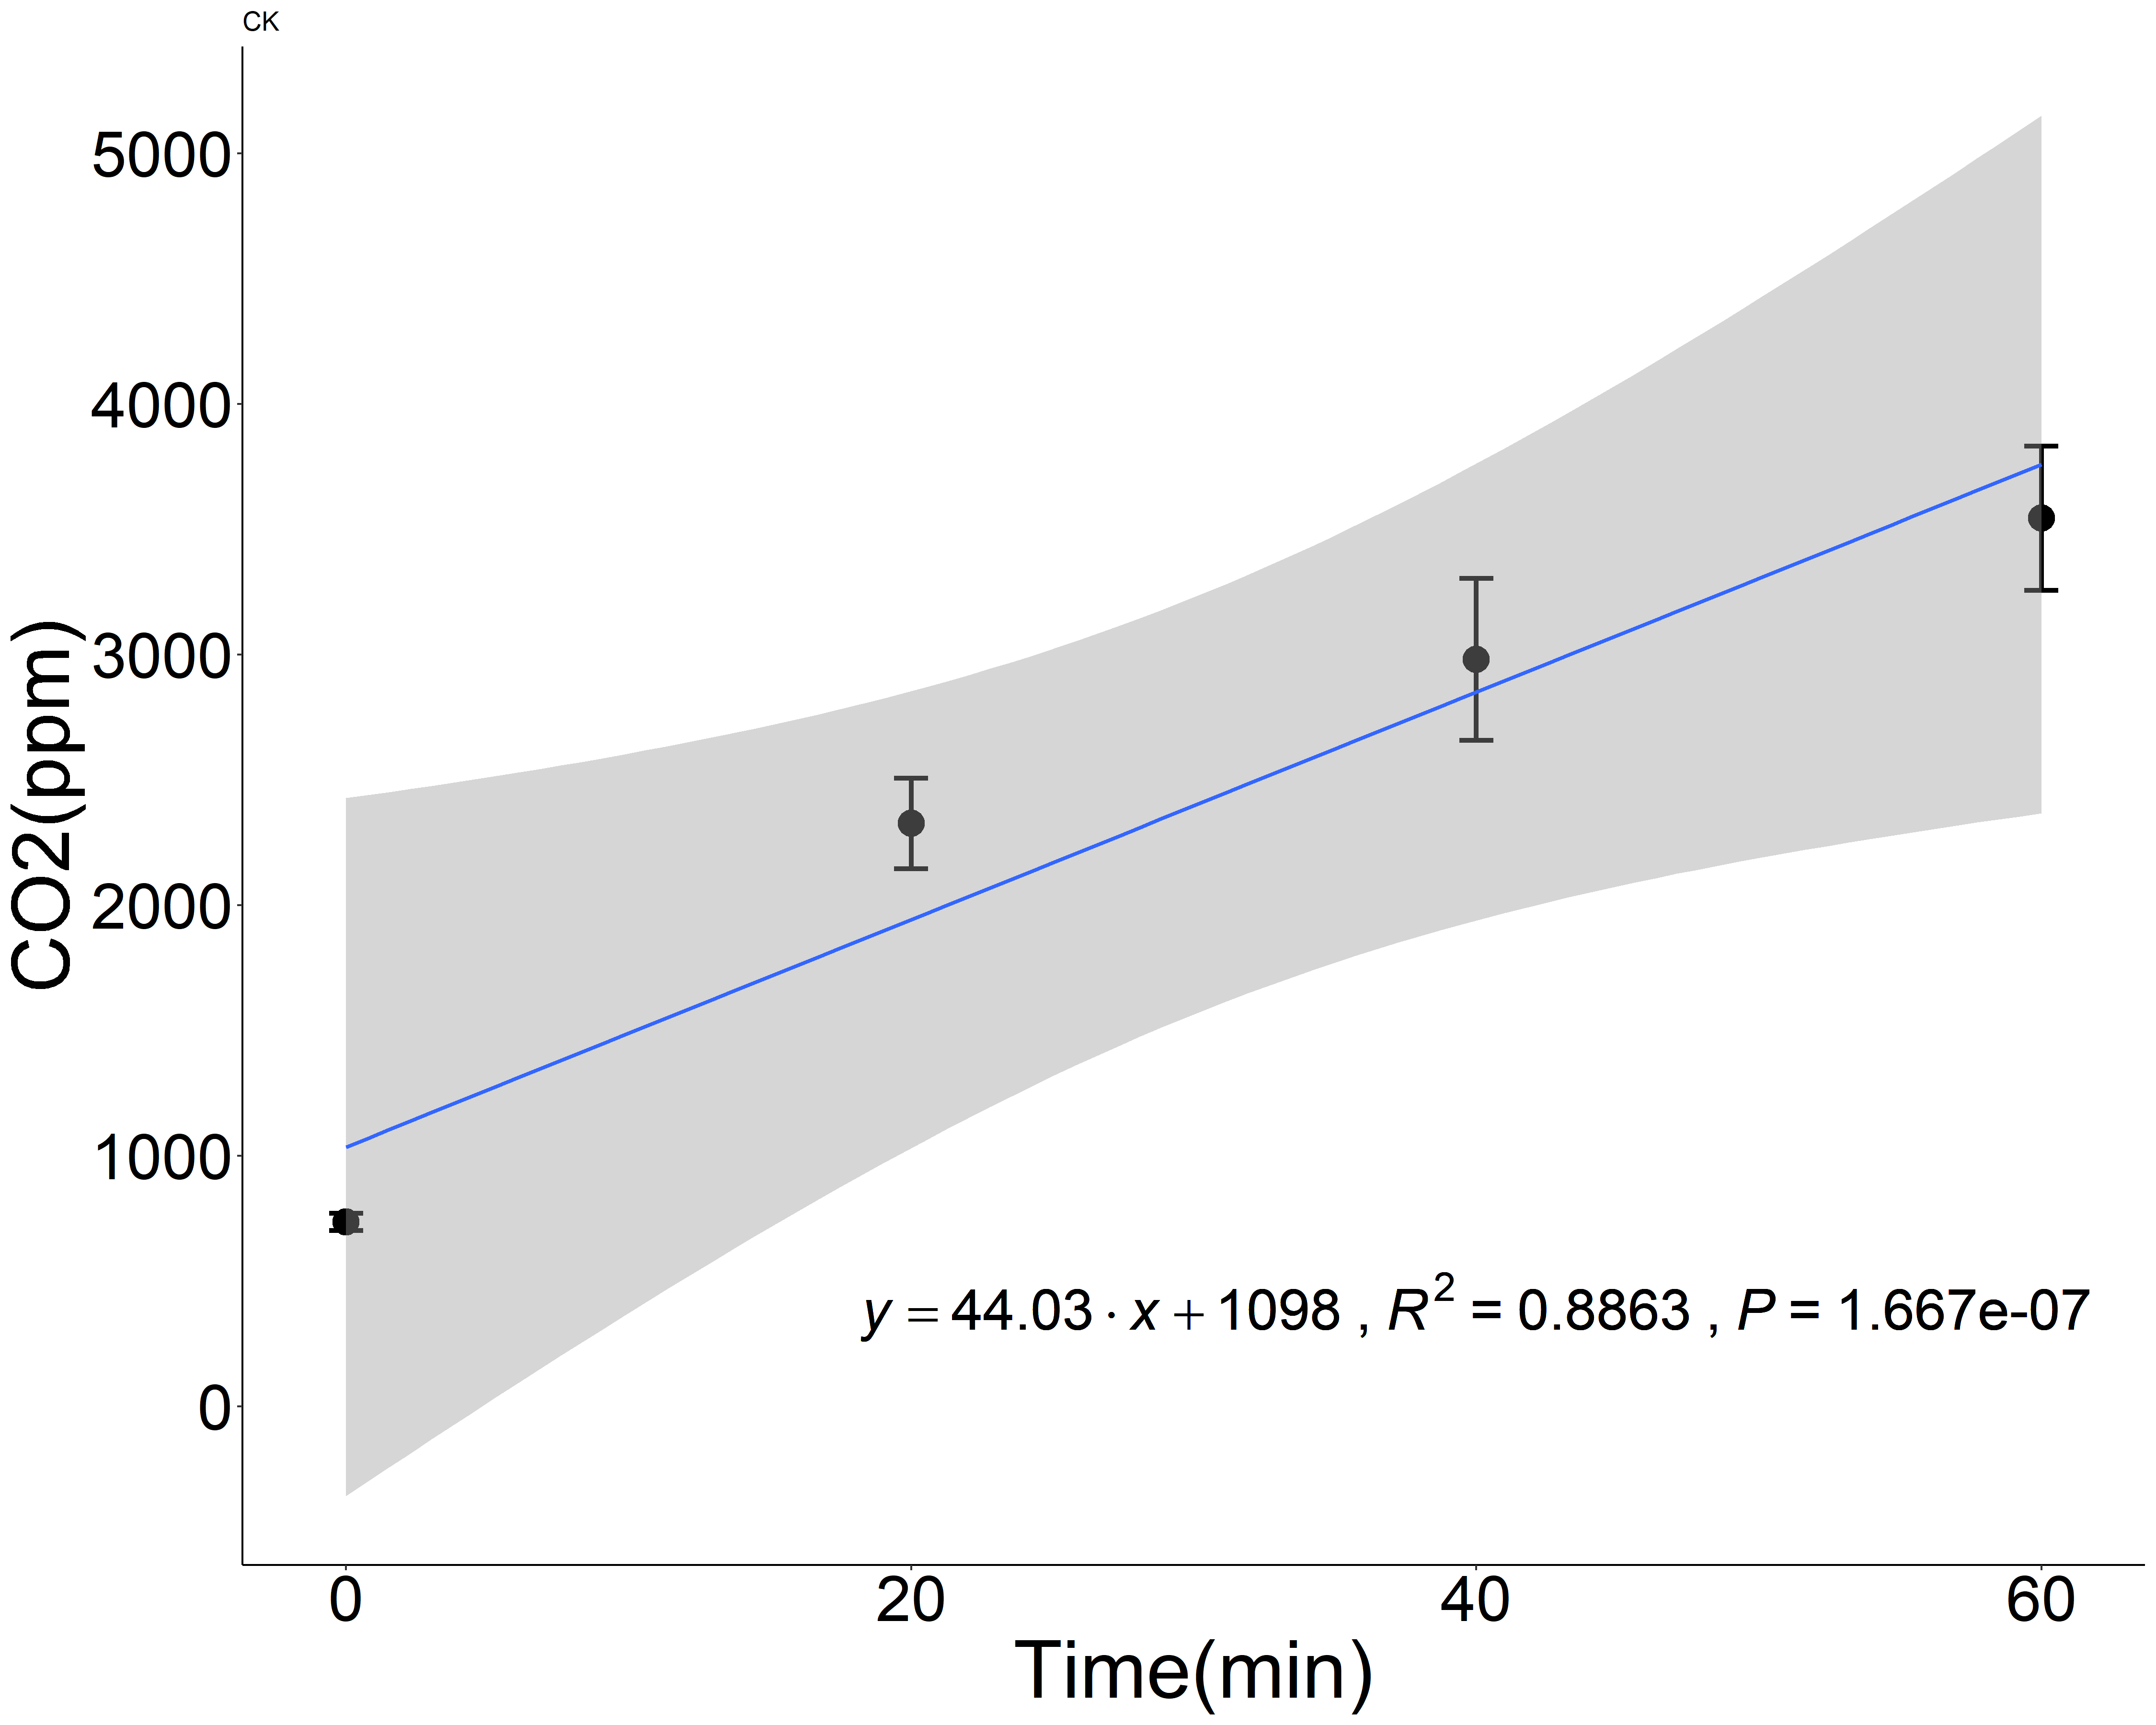 CK
5000
4000
3000
2000
1000
0
CO2(ppm)
y = 44.03 · x + 1098 , R² = 0.8863 , P = 1.667e-07
0 20 40 60
Time(min)